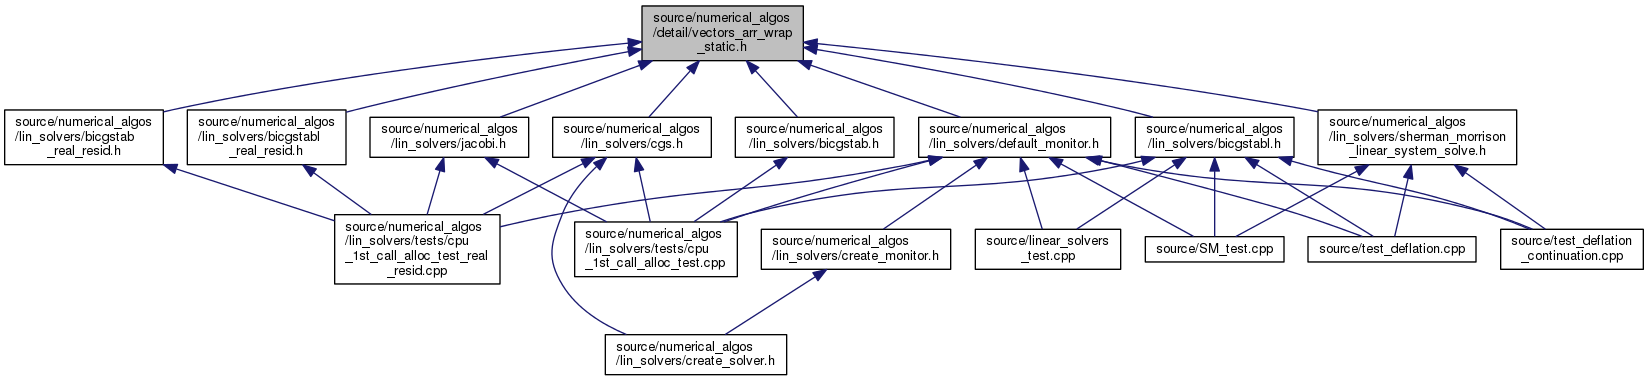 source/numerical_algos
/detail/vectors_arr_wrap
_static.h
source/numerical_algos
/lin_solvers/bicgstab
_real_resid.h
source/numerical_algos
/lin_solvers/bicgstabl
_real_resid.h
source/numerical_algos
/lin_solvers/jacobi.h
source/numerical_algos
/lin_solvers/cgs.h
source/numerical_algos
/lin_solvers/bicgstab.h
source/numerical_algos
/lin_solvers/default_monitor.h
source/numerical_algos
/lin_solvers/bicgstabl.h
source/numerical_algos
/lin_solvers/sherman_morrison
_linear_system_solve.h
source/numerical_algos
/lin_solvers/tests/cpu
_1st_call_alloc_test_real
_resid.cpp
source/numerical_algos
/lin_solvers/tests/cpu
_1st_call_alloc_test.cpp
source/numerical_algos
/lin_solvers/create_monitor.h
source/linear_solvers
_test.cpp
source/SM_test.cpp
source/test_deflation.cpp
source/test_deflation
_continuation.cpp
source/numerical_algos
/lin_solvers/create_solver.h